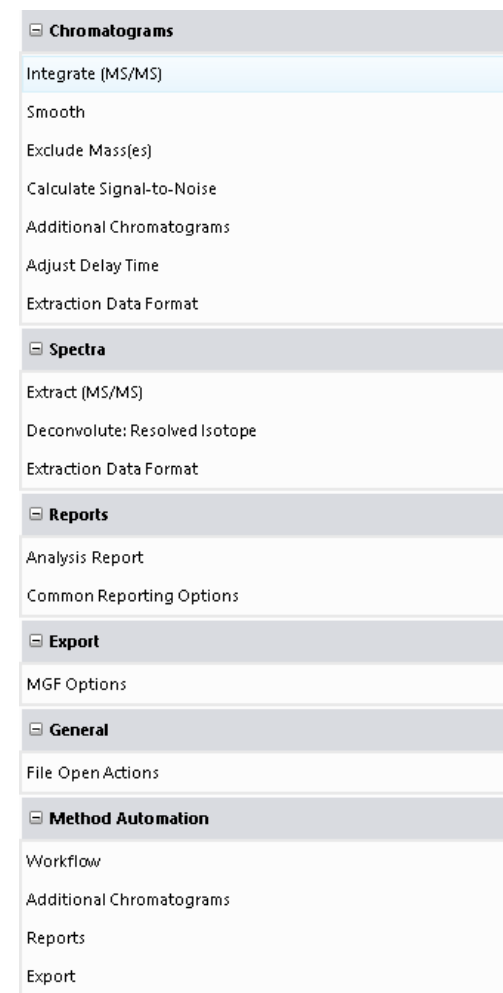 Chromatograms
Integrate (MS/MS)
Smooth
Exclude Mass(es)
Calculate Signal-to-Noise
Additional Chromatograms
Adjust Delay Time
Extraction Data Format
Spectra
Extract (MS/MS)
Deconvolute: Resolved Isotope
Extraction Data Format
Reports
Analysis Report
Common Reporting Options
Export
MGF Options
General
File Open Actions
Method Automation
Workflow
Additional Chromatograms
Reports
Export